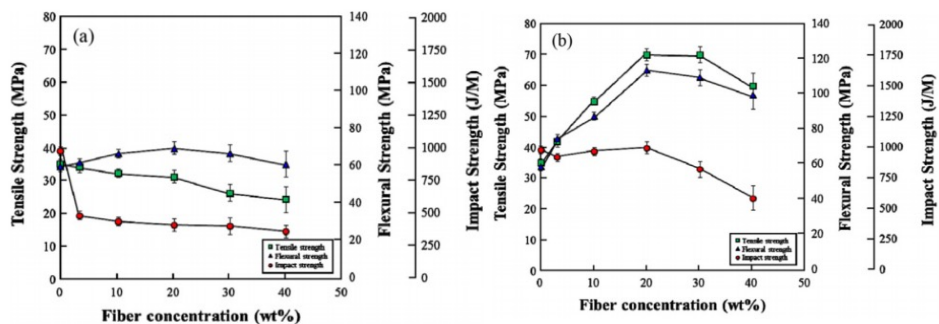 (a)
80
70
60
50
40
30
20
10
0
Tensile Strength (MPa)
0 10 20 30 40 50
Fiber concentration (wt%)
Tensile strength
Flexural strength
Impact strength
140
120
100
80
60
40
20
0
Flexural Strength (MPa)
2000
1750
1500
1250
1000
750
500
250
0
Impact Strength (J/M)
(b)
80
70
60
50
40
30
20
10
0
Tensile Strength (MPa)
0 10 20 30 40 50
Fiber concentration (wt%)
Tensile strength
Flexural strength
Impact strength
140
120
100
80
60
40
20
0
Flexural Strength (MPa)
2000
1750
1500
1250
1000
750
500
250
0
Impact Strength (J/M)